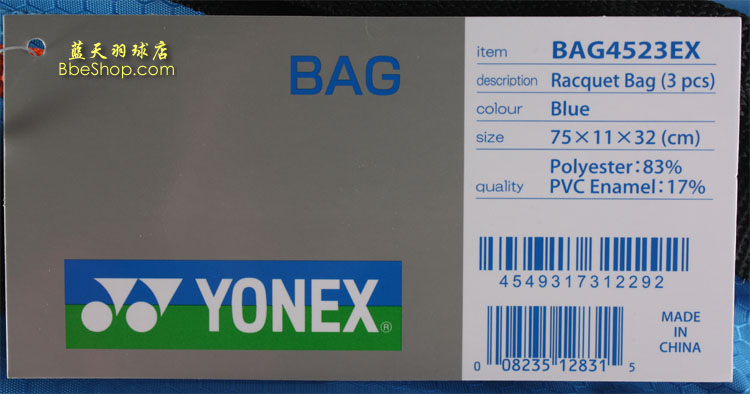 蓝天羽球店
BbeShop.com
BAG
YONEX®
item BAG4523EX
description Racquet Bag (3 pcs)
colour Blue
size 75×11×32 (cm)
quality Polyester:83%
PVC Enamel:17%
4549317312292
0 08235 12831 5
MADE
IN
CHINA